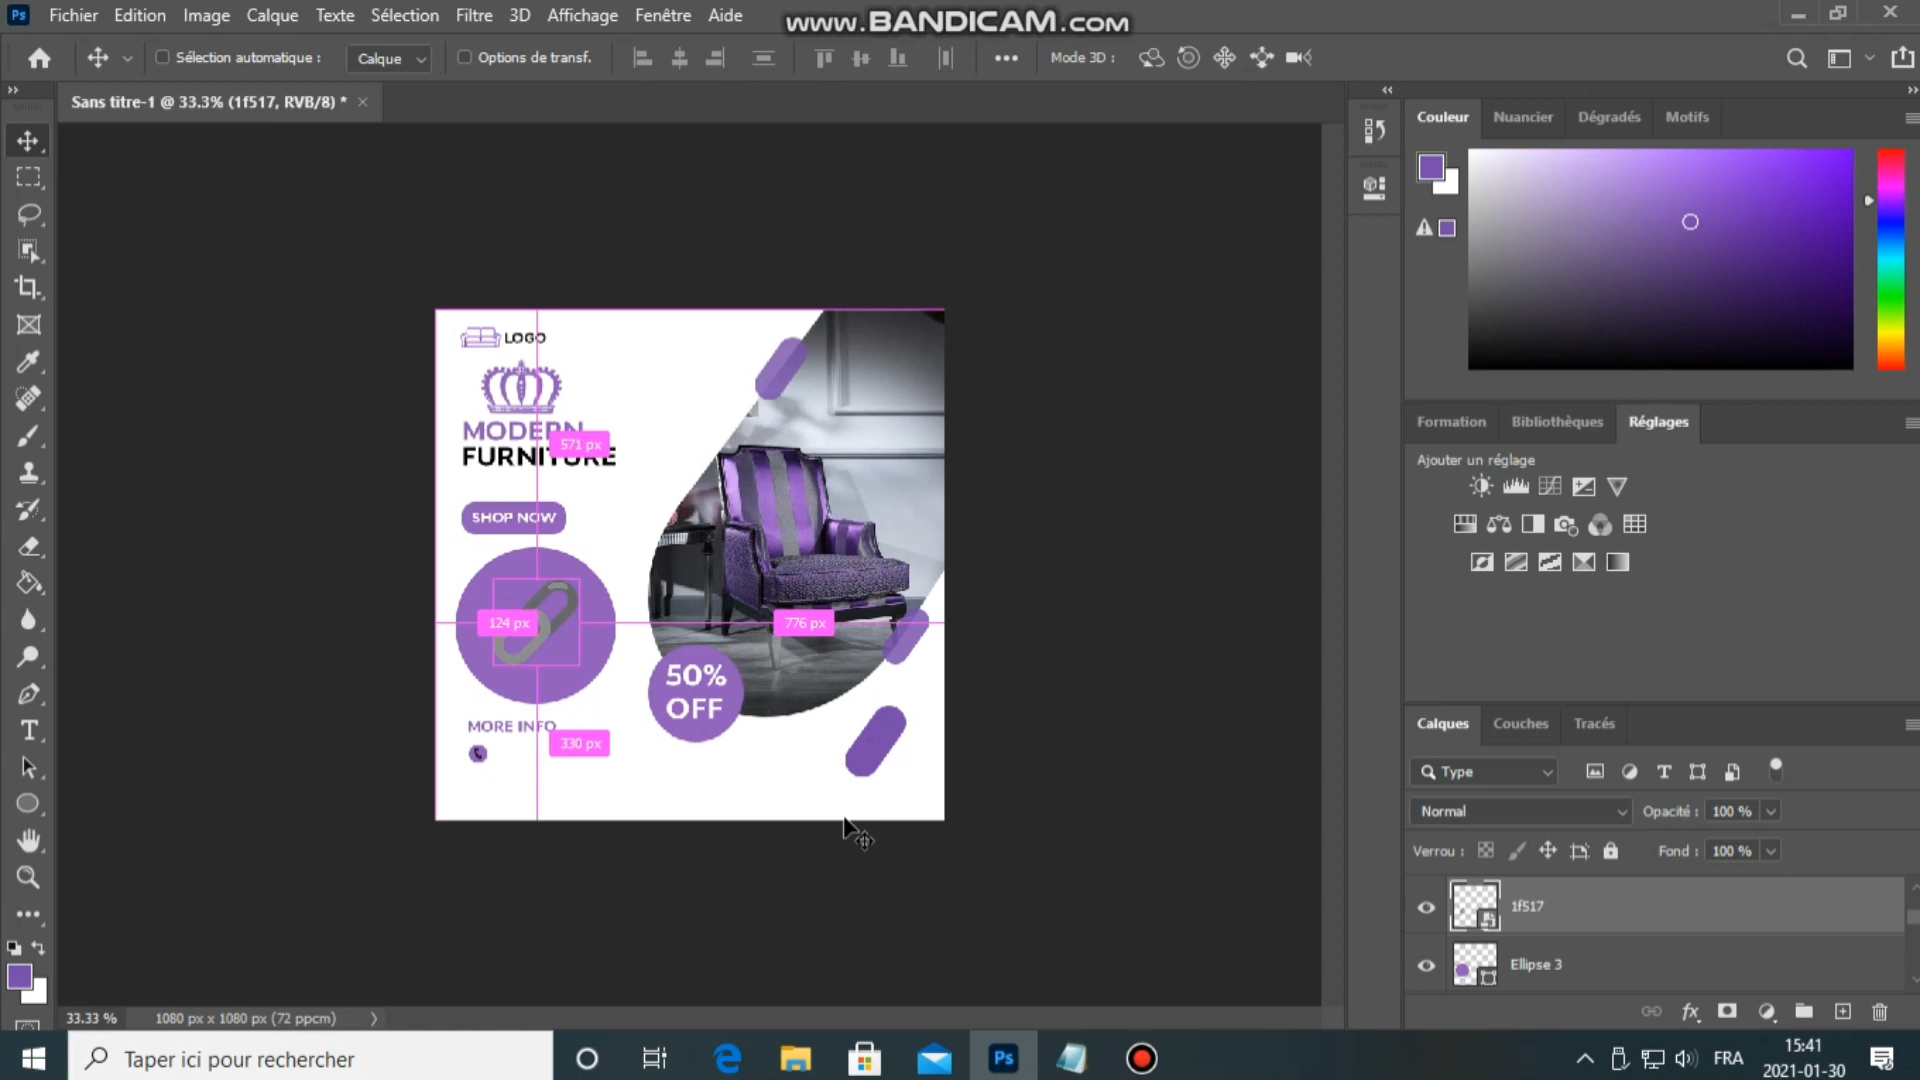 Ps Fichier Edition Image Calque Texte Sélection Filtre 3D Affichage Fenêtre Aide
www.BANDICAM.com
Sélection automatique : Calque Options de transf. Mode 3D :
Sans titre-1 @ 33.3% (1f517, RVB/8) *
Couleur Nuancier Dégradés Motifs
LOGO
MODERN
571 px
FURNITURE
SHOP NOW
124 px
776 px
50%
OFF
MORE INFO
330 px
Formation Bibliothèques Réglages
Ajouter un réglage
Calques Couches Tracés
Type
Normal Opacité : 100 %
Verrou : Fond : 100 %
1f517
Ellipse 3
33.33 % 1080 px x 1080 px (72 ppcm)
Taper ici pour rechercher
Ps
FRA
15:41
2021-01-30